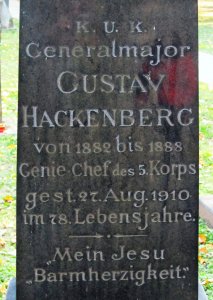 K. U. K.
Generalmajor
GUSTAV
HACKENBERG
von 1882 bis 1888
Genie Chef des 5. Korps
gest. 27. Aug. 1910
im 78. Lebensjahre.
„Mein Jesu
„Barmherzigkeit"